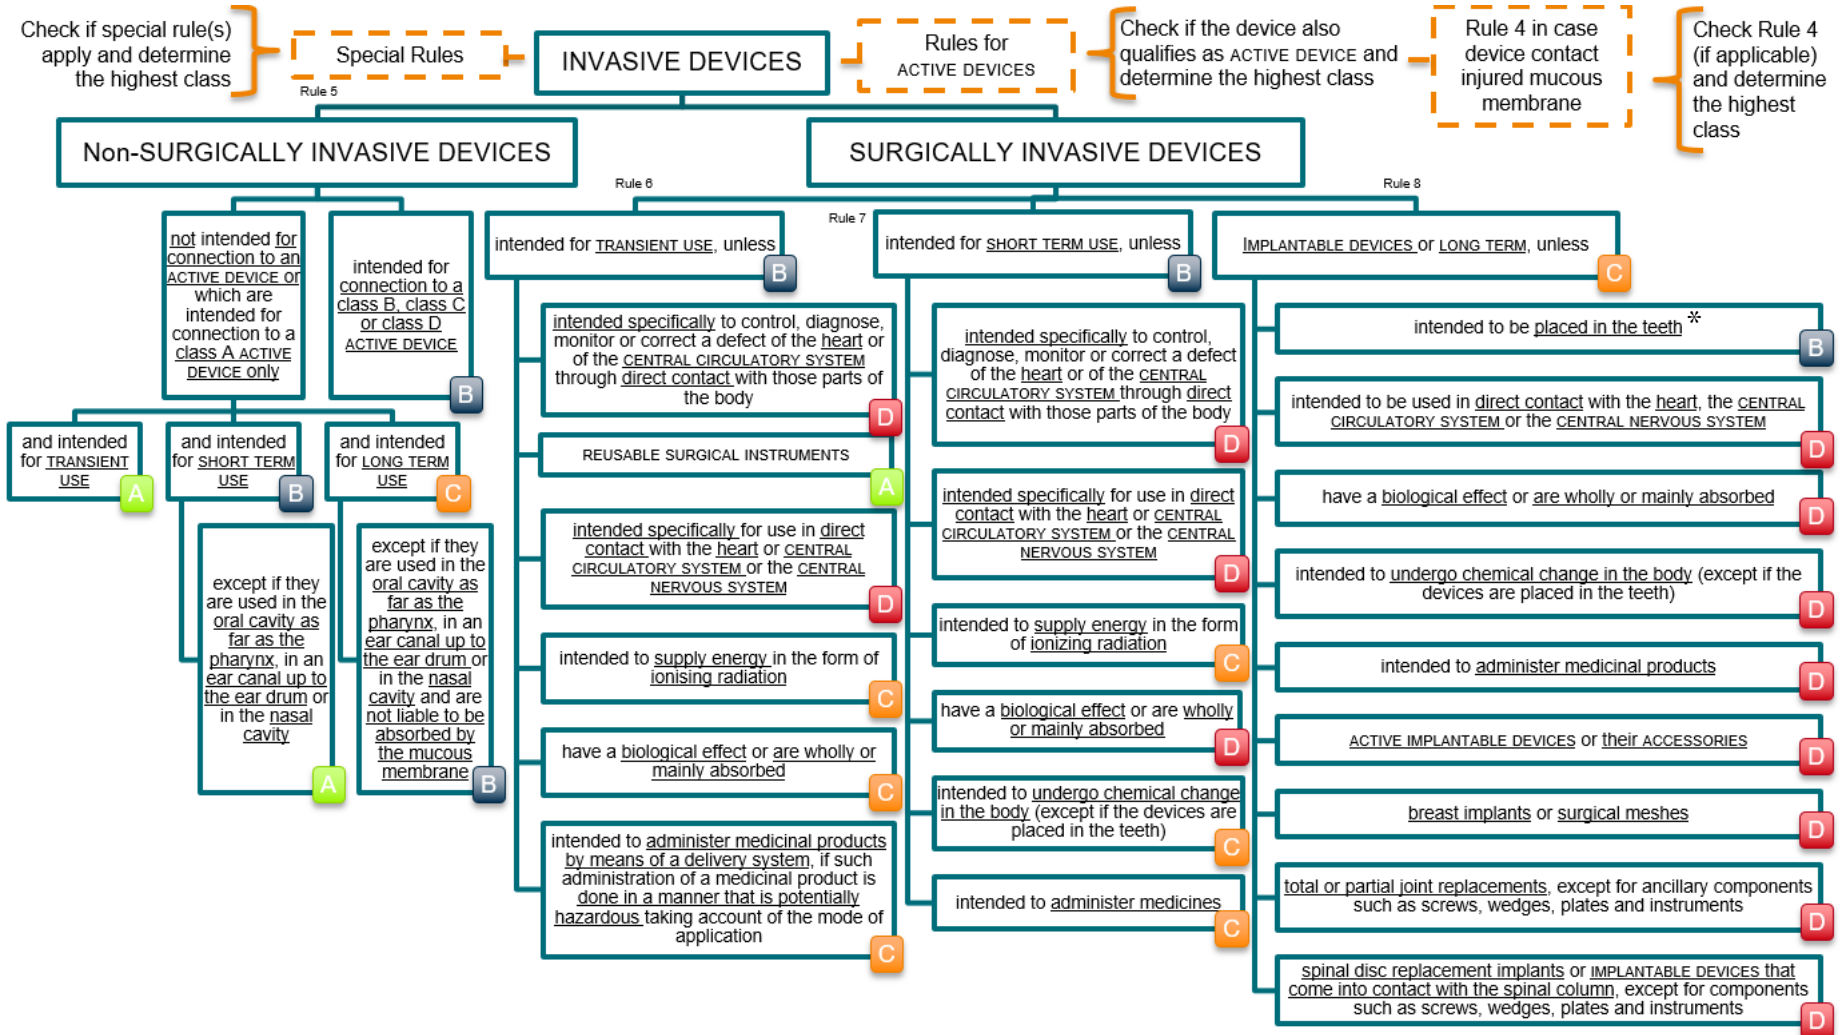 Check if special rule(s)
apply and determine
the highest class
Special Rules
INVASIVE DEVICES
Rules for
ACTIVE DEVICES
Check if the device also
qualifies as ACTIVE DEVICE and
determine the highest class
Rule 4 in case
device contact
injured mucous
membrane
Check Rule 4
(if applicable)
and determine
the highest
class
Rule 5
Non-SURGICALLY INVASIVE DEVICES
SURGICALLY INVASIVE DEVICES
Rule 6
Rule 7
Rule 8
not intended for
connection to an
ACTIVE DEVICE or
which are
intended for
connection to a
class A ACTIVE
DEVICE only
intended for
connection to a
class B, class C
or class D
ACTIVE DEVICE
B
and intended
for TRANSIENT
USE
A
and intended
for SHORT TERM
USE
B
and intended
for LONG TERM
USE
C
except if they
are used in the
oral cavity as
far as the
pharynx, in an
ear canal up to
the ear drum or
in the nasal
cavity
A
except if they
are used in the
oral cavity as
far as the
pharynx, in an
ear canal up to
the ear drum or
in the nasal
cavity and are
not liable to be
absorbed by
the mucous
membrane
B
intended for TRANSIENT USE, unless
B
intended specifically to control, diagnose,
monitor or correct a defect of the heart or
of the CENTRAL CIRCULATORY SYSTEM
through direct contact with those parts of
the body
D
REUSABLE SURGICAL INSTRUMENTS
A
intended specifically for use in direct
contact with the heart or CENTRAL
CIRCULATORY SYSTEM or the CENTRAL
NERVOUS SYSTEM
D
intended to supply energy in the form of
ionising radiation
C
have a biological effect or are wholly or
mainly absorbed
C
intended to administer medicinal products
by means of a delivery system, if such
administration of a medicinal product is
done in a manner that is potentially
hazardous taking account of the mode of
application
C
intended for SHORT TERM USE, unless
B
intended specifically to control,
diagnose, monitor or correct a defect
of the heart or of the CENTRAL
CIRCULATORY SYSTEM through direct
contact with those parts of the body
D
intended specifically for use in direct
contact with the heart or CENTRAL
CIRCULATORY SYSTEM or the CENTRAL
NERVOUS SYSTEM
D
intended to supply energy in the form
of ionizing radiation
C
have a biological effect or are wholly
or mainly absorbed
D
intended to undergo chemical change
in the body (except if the devices are
placed in the teeth)
C
intended to administer medicines
C
IMPLANTABLE DEVICES or LONG TERM, unless
C
intended to be placed in the teeth *
B
intended to be used in direct contact with the heart, the CENTRAL
CIRCULATORY SYSTEM or the CENTRAL NERVOUS SYSTEM
D
have a biological effect or are wholly or mainly absorbed
D
intended to undergo chemical change in the body (except if the
devices are placed in the teeth)
D
intended to administer medicinal products
D
ACTIVE IMPLANTABLE DEVICES or their ACCESSORIES
D
breast implants or surgical meshes
D
total or partial joint replacements, except for ancillary components
such as screws, wedges, plates and instruments
D
spinal disc replacement implants or IMPLANTABLE DEVICES that
come into contact with the spinal column, except for components
such as screws, wedges, plates and instruments
D